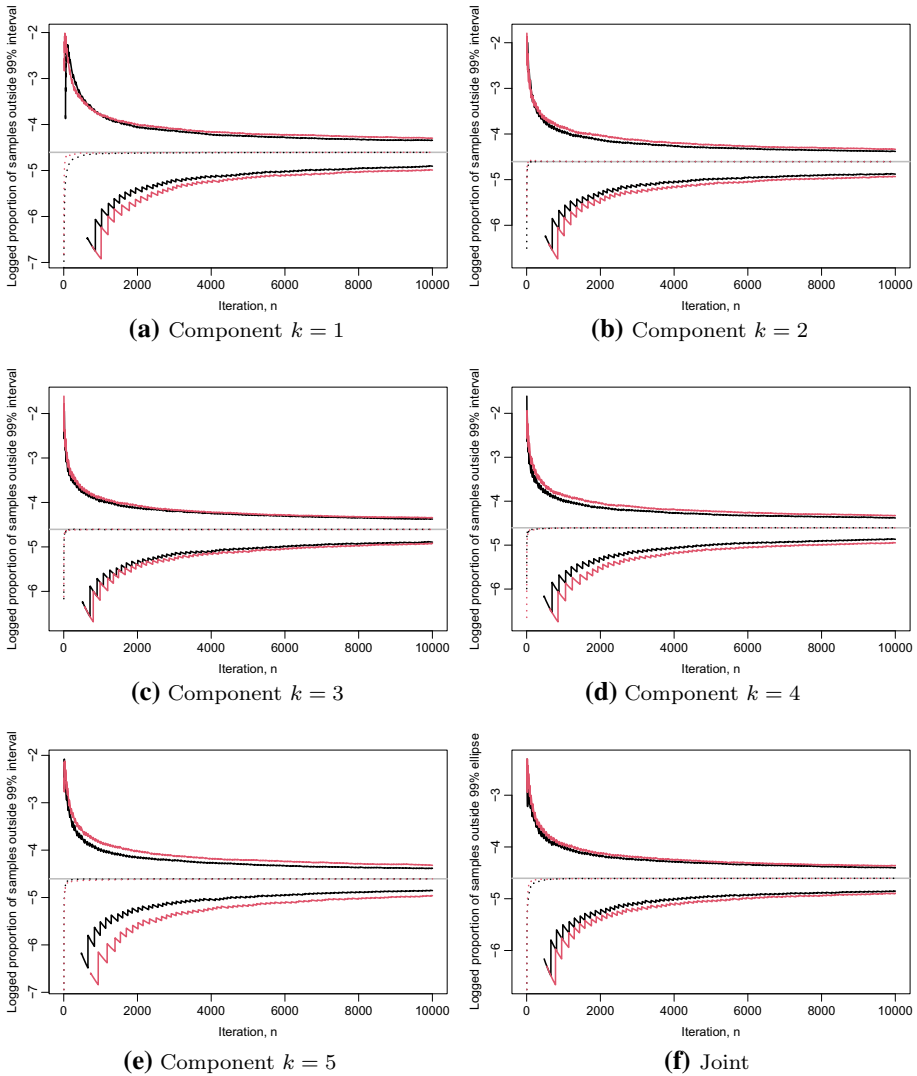 Logged proportion of samples outside 99% interval
-2
-3
-4
-5
-6
-7
0 2000 4000 6000 8000 10000
Iteration, n
(a) Component k = 1
Logged proportion of samples outside 99% interval
-2
-3
-4
-5
-6
0 2000 4000 6000 8000 10000
Iteration, n
(b) Component k = 2
Logged proportion of samples outside 99% interval
-2
-3
-4
-5
-6
0 2000 4000 6000 8000 10000
Iteration, n
(c) Component k = 3
Logged proportion of samples outside 99% interval
-2
-3
-4
-5
-6
0 2000 4000 6000 8000 10000
Iteration, n
(d) Component k = 4
Logged proportion of samples outside 99% interval
-2
-3
-4
-5
-6
-7
0 2000 4000 6000 8000 10000
Iteration, n
(e) Component k = 5
Logged proportion of samples outside 99% ellipse
-3
-4
-5
-6
0 2000 4000 6000 8000 10000
Iteration, n
(f) Joint